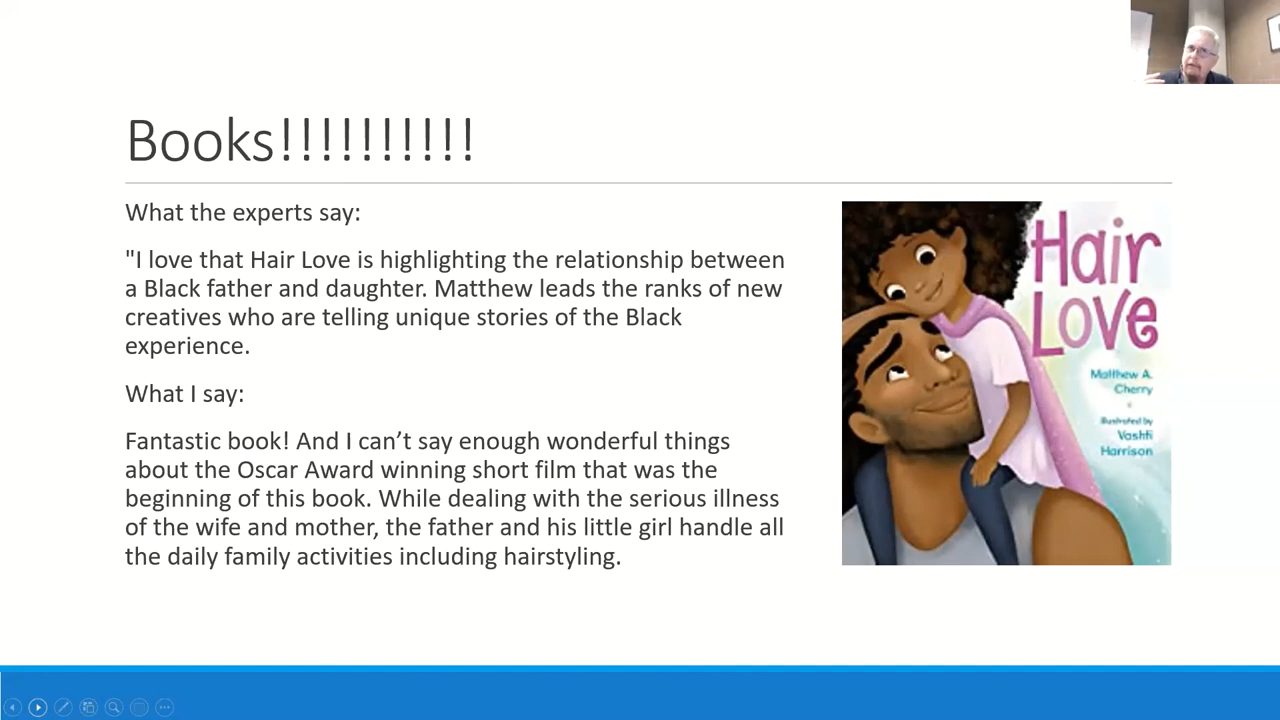 Books!!!!!!!!!!
What the experts say:
"I love that Hair Love is highlighting the relationship between
a Black father and daughter. Matthew leads the ranks of new
creatives who are telling unique stories of the Black
experience.
What I say:
Fantastic book! And I can’t say enough wonderful things
about the Oscar Award winning short film that was the
beginning of this book. While dealing with the serious illness
of the wife and mother, the father and his little girl handle all
the daily family activities including hairstyling.
Hair
Love
Matthew A.
Cherry
illustrated by
Vashti
Harrison